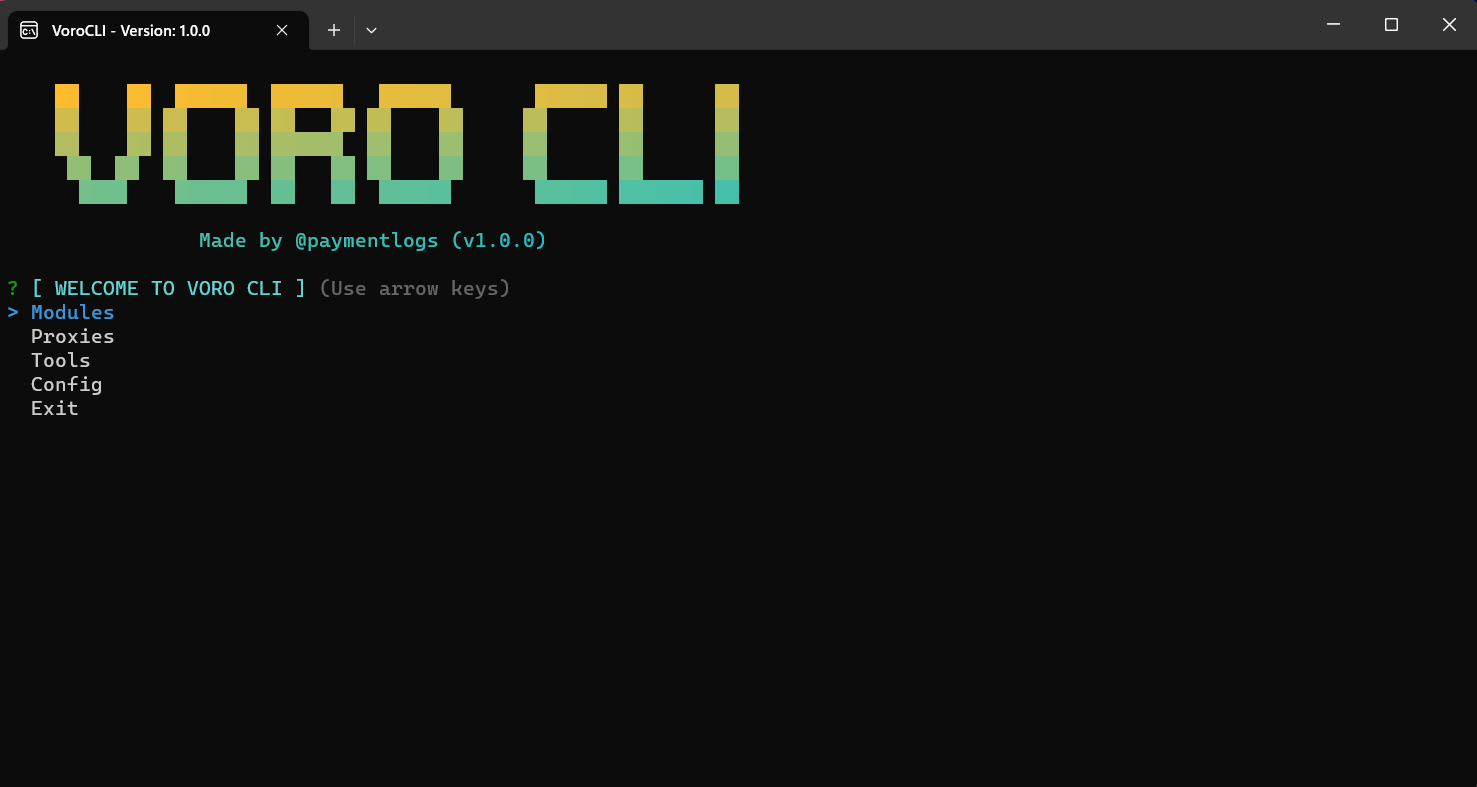 VoroCLI - Version: 1.0.0
VORO CLI
Made by @paymentlogs (v1.0.0)
? [ WELCOME TO VORO CLI ] (Use arrow keys)
> Modules
Proxies
Tools
Config
Exit